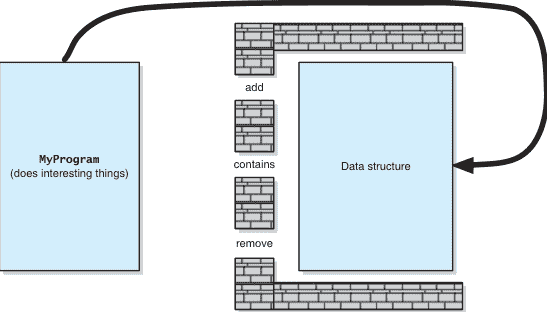 MyProgram
(does interesting things)
add
contains
remove
Data structure